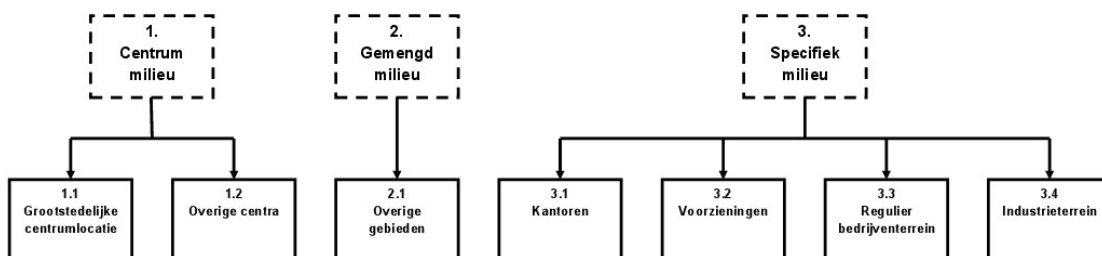 1.
Centrum
milieu
2.
Gemengd
milieu
3.
Specifiek
milieu
1.1
Grootstedelijke
centrumlocatie
1.2
Overige centra
2.1
Overige
gebieden
3.1
Kantoren
3.2
Voorzieningen
3.3
Regulier
bedrijventerrein
3.4
Industrieterrein